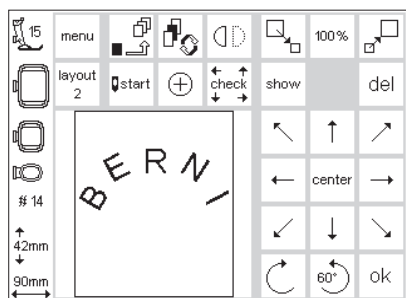 15 menu 100%
layout 2 start check show del
BERNI
center
# 14
42mm
90mm 60° ok